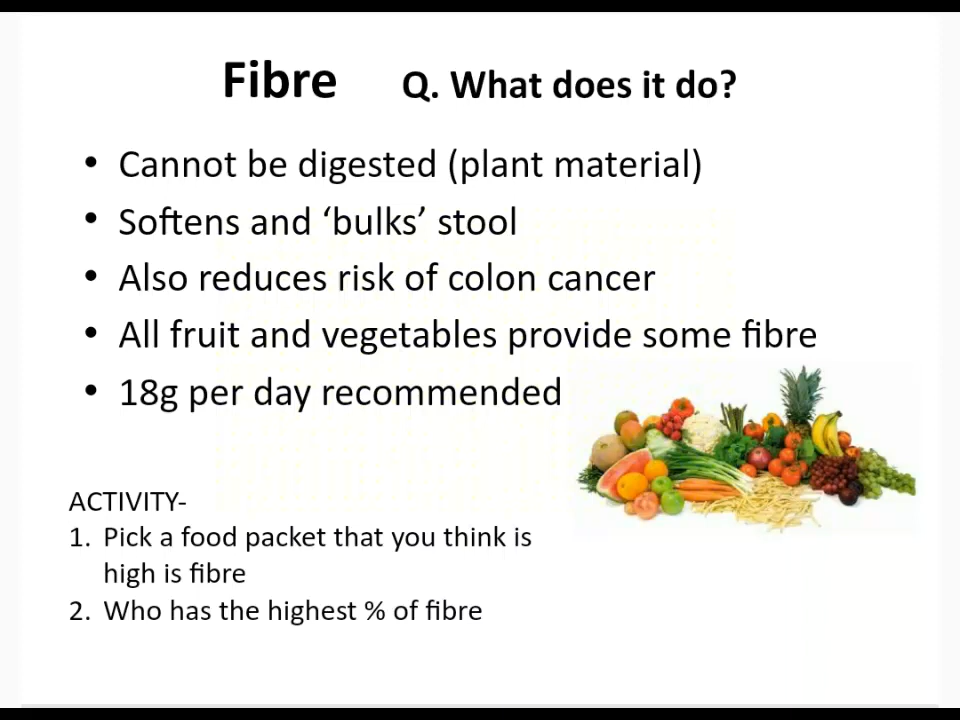 Fibre Q. What does it do?
• Cannot be digested (plant material)
• Softens and ‘bulks’ stool
• Also reduces risk of colon cancer
• All fruit and vegetables provide some fibre
• 18g per day recommended
ACTIVITY-
1. Pick a food packet that you think is
high is fibre
2. Who has the highest % of fibre